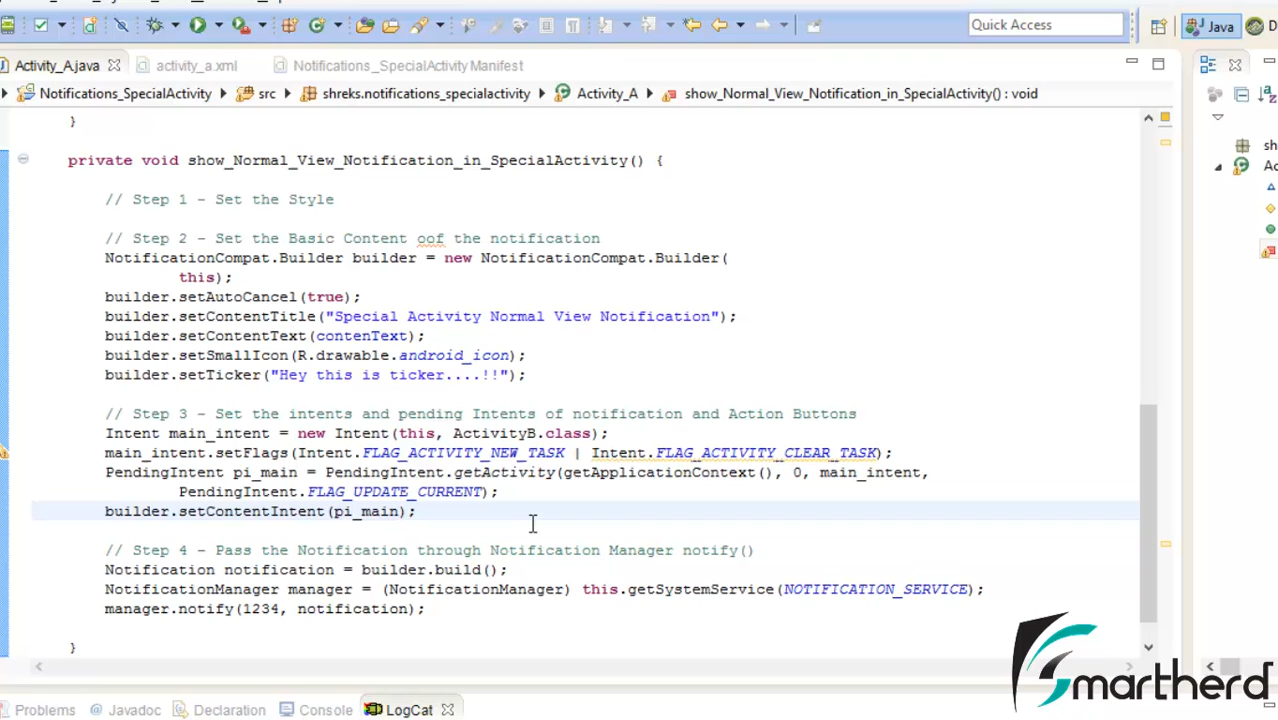 Quick Access
Java
D
Activity_A.java
activity_a.xml
Notifications_SpecialActivity Manifest
Notifications_SpecialActivity
src
shreks.notifications_specialactivity
Activity_A
show_Normal_View_Notification_in_SpecialActivity() : void
}
private void show_Normal_View_Notification_in_SpecialActivity() {
// Step 1 - Set the Style
// Step 2 - Set the Basic Content oof the notification
NotificationCompat.Builder builder = new NotificationCompat.Builder(
this);
builder.setAutoCancel(true);
builder.setContentTitle("Special Activity Normal View Notification");
builder.setContentText(contenText);
builder.setSmallIcon(R.drawable.android_icon);
builder.setTicker("Hey this is ticker....!!");
// Step 3 - Set the intents and pending Intents of notification and Action Buttons
Intent main_intent = new Intent(this, ActivityB.class);
main_intent.setFlags(Intent.FLAG_ACTIVITY_NEW_TASK | Intent.FLAG_ACTIVITY_CLEAR_TASK);
PendingIntent pi_main = PendingIntent.getActivity(getApplicationContext(), 0, main_intent,
PendingIntent.FLAG_UPDATE_CURRENT);
builder.setContentIntent(pi_main);
// Step 4 - Pass the Notification through Notification Manager notify()
Notification notification = builder.build();
NotificationManager manager = (NotificationManager) this.getSystemService(NOTIFICATION_SERVICE);
manager.notify(1234, notification);
}
sh
Ac
Smartherd
Problems
Javadoc
Declaration
Console
LogCat